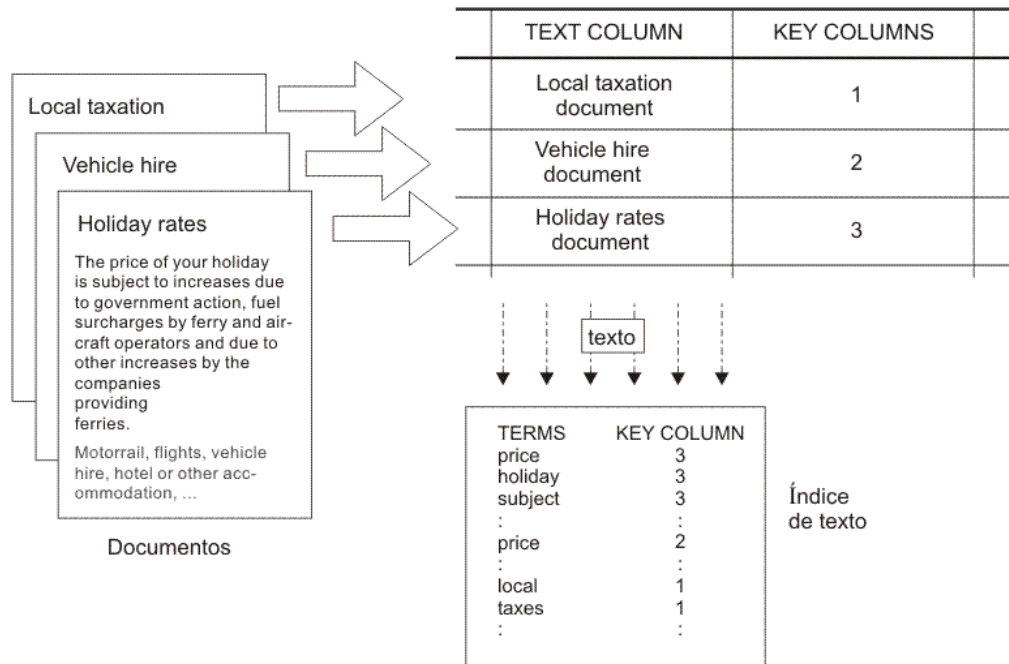 Local taxation
Vehicle hire
Holiday rates
The price of your holiday
is subject to increases due
to government action, fuel
surcharges by ferry and air-
craft operators and due to
other increases by the
companies
providing
ferries.
Motorrail, flights, vehicle
hire, hotel or other acc-
ommodation, ...
Documentos
TEXT COLUMN KEY COLUMNS
Local taxation
document 1
Vehicle hire
document 2
Holiday rates
document 3
texto
TERMS KEY COLUMN
price 3
holiday 3
subject 3
: :
price 2
: :
local 1
taxes 1
: :
Índice
de texto